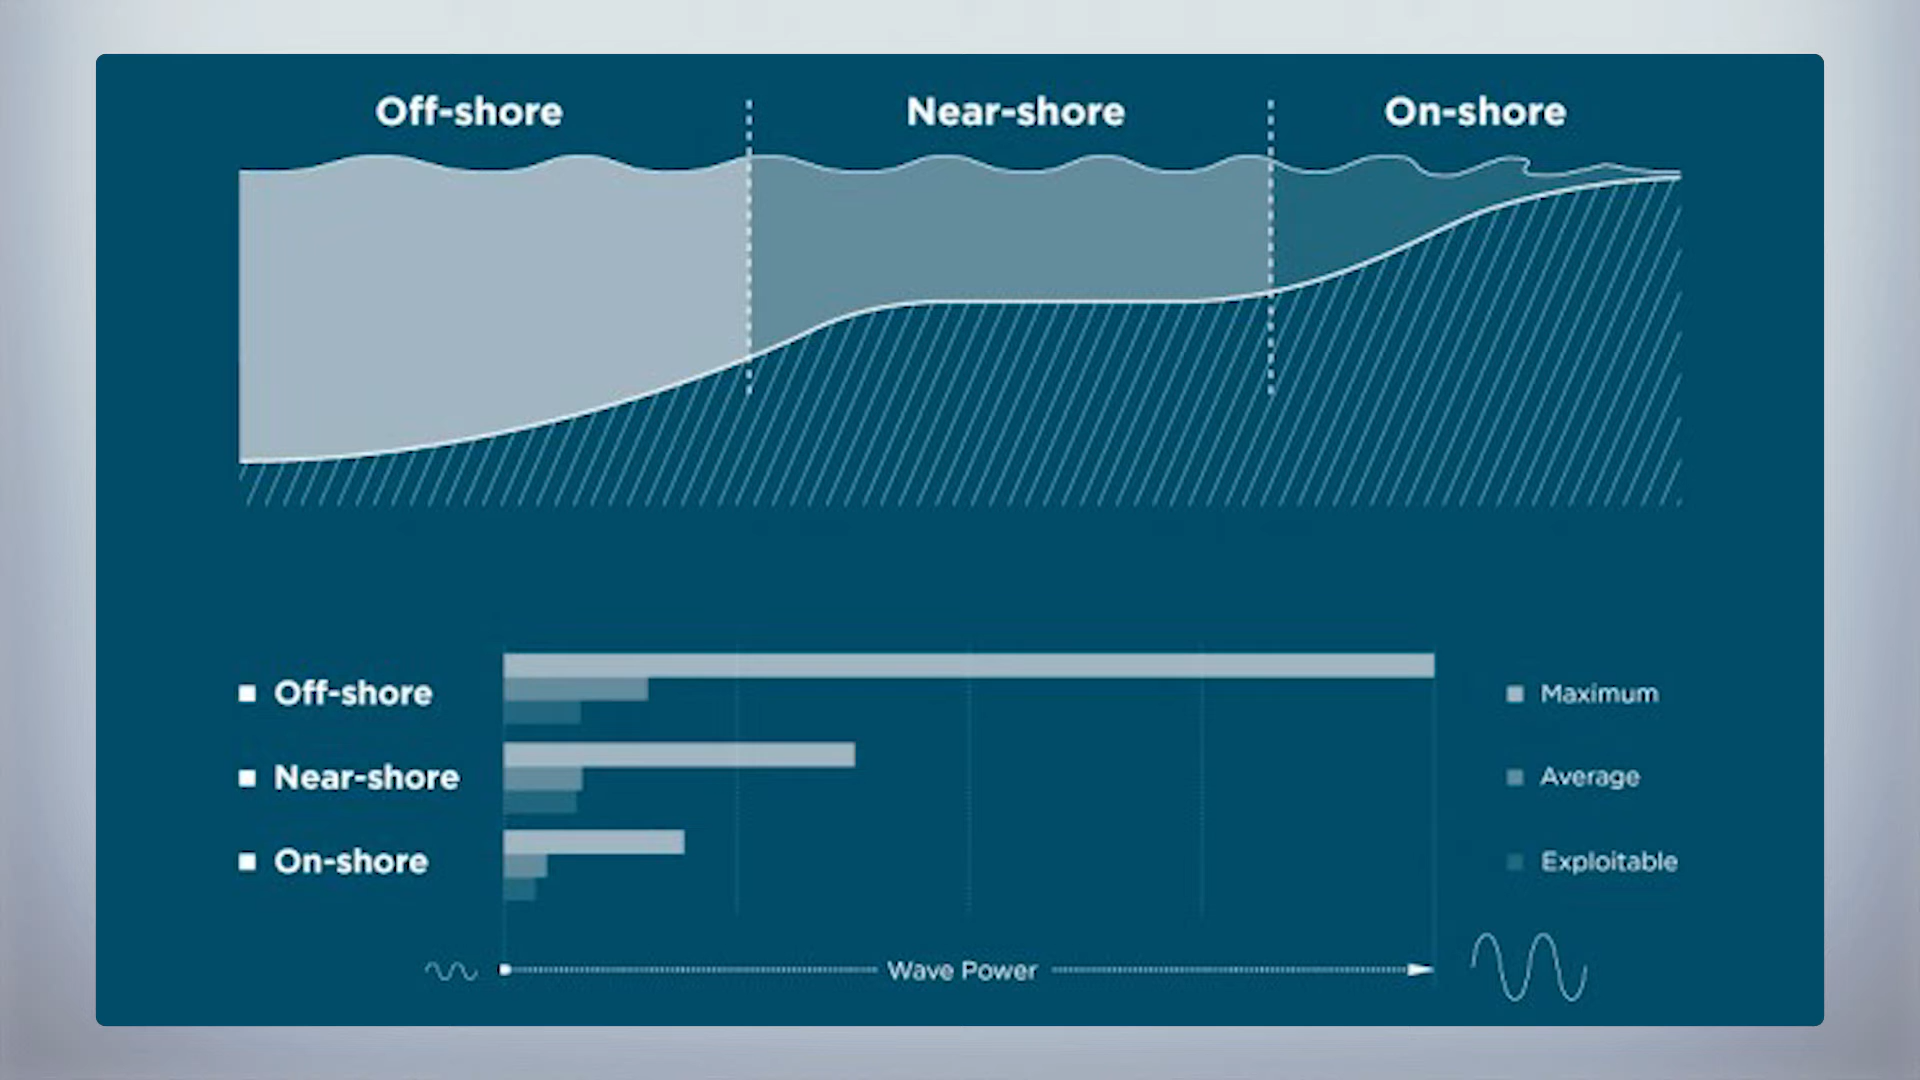 Off-shore
Near-shore
On-shore
Off-shore
Near-shore
On-shore
Maximum
Average
Exploitable
Wave Power